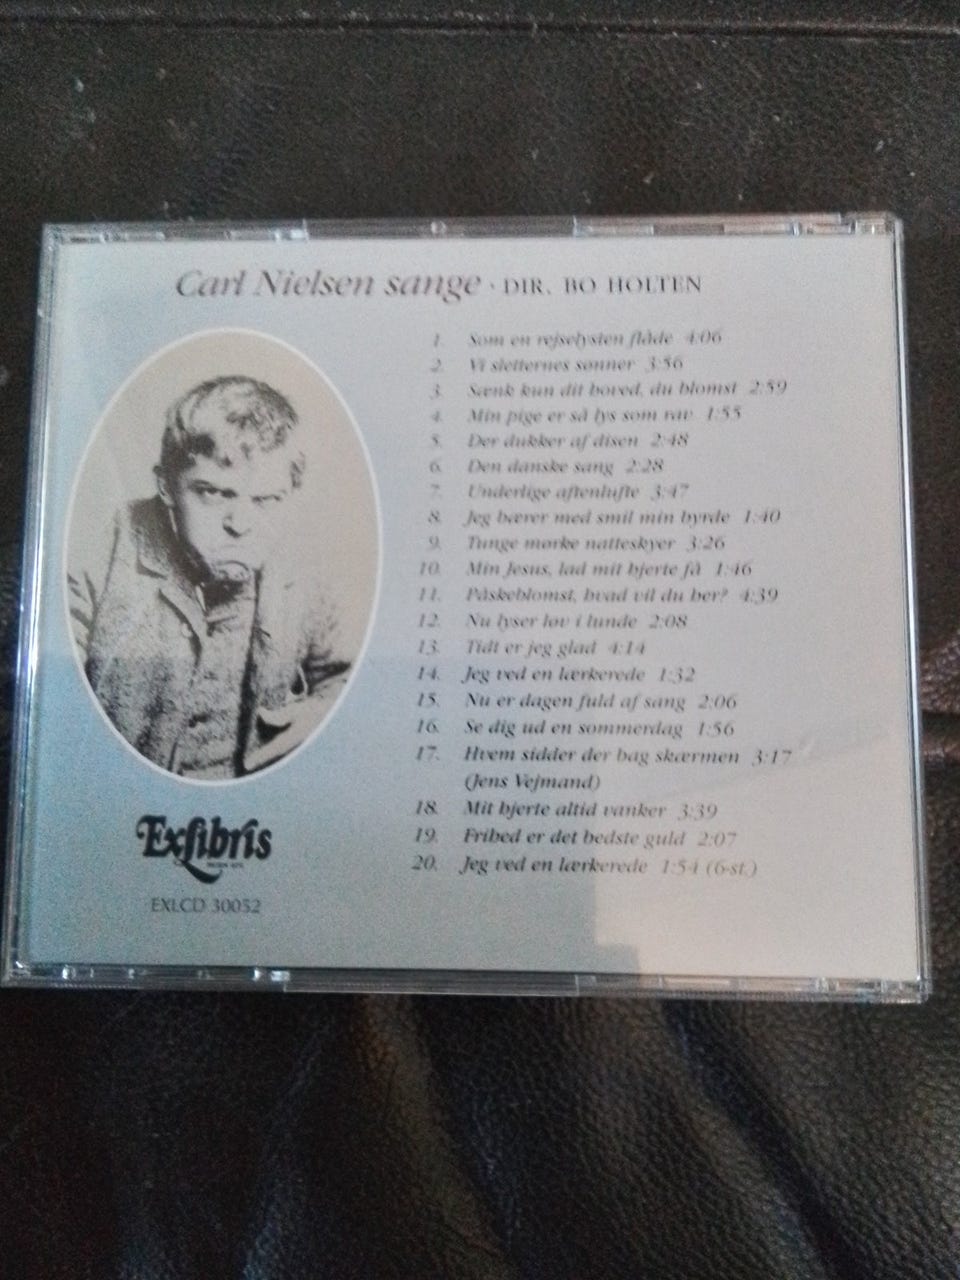 Carl Nielsen sange · DIR. BO HOLTEN
1. Som en rejselysten flåde 4:06
2. Vi sletternes sønner 3:56
3. Sænk kun dit hoved, du blomst 2:59
4. Min pige er så lys som rav 1:55
5. Der dukker af disen 2:48
6. Den danske sang 2:28
7. Underlige aftenlufte 3:47
8. Jeg bærer med smil min byrde 1:40
9. Tunge mørke natteskyer 3:26
10. Min Jesus, lad mit hjerte få 1:46
11. Påskeblomst, hvad vil du her? 4:39
12. Nu lyser løv i lunde 2:08
13. Tidt er jeg glad 4:14
14. Jeg ved en lærkerede 1:32
15. Nu er dagen fuld af sang 2:06
16. Se dig ud en sommerdag 1:56
17. Hvem sidder der bag skærmen 3:17
(Jens Vejmand)
18. Mit hjerte altid vanker 3:39
19. Frihed er det bedste guld 2:07
20. Jeg ved en lærkerede 1:54 (6-st.)
Exlibris
EXLCD 30052